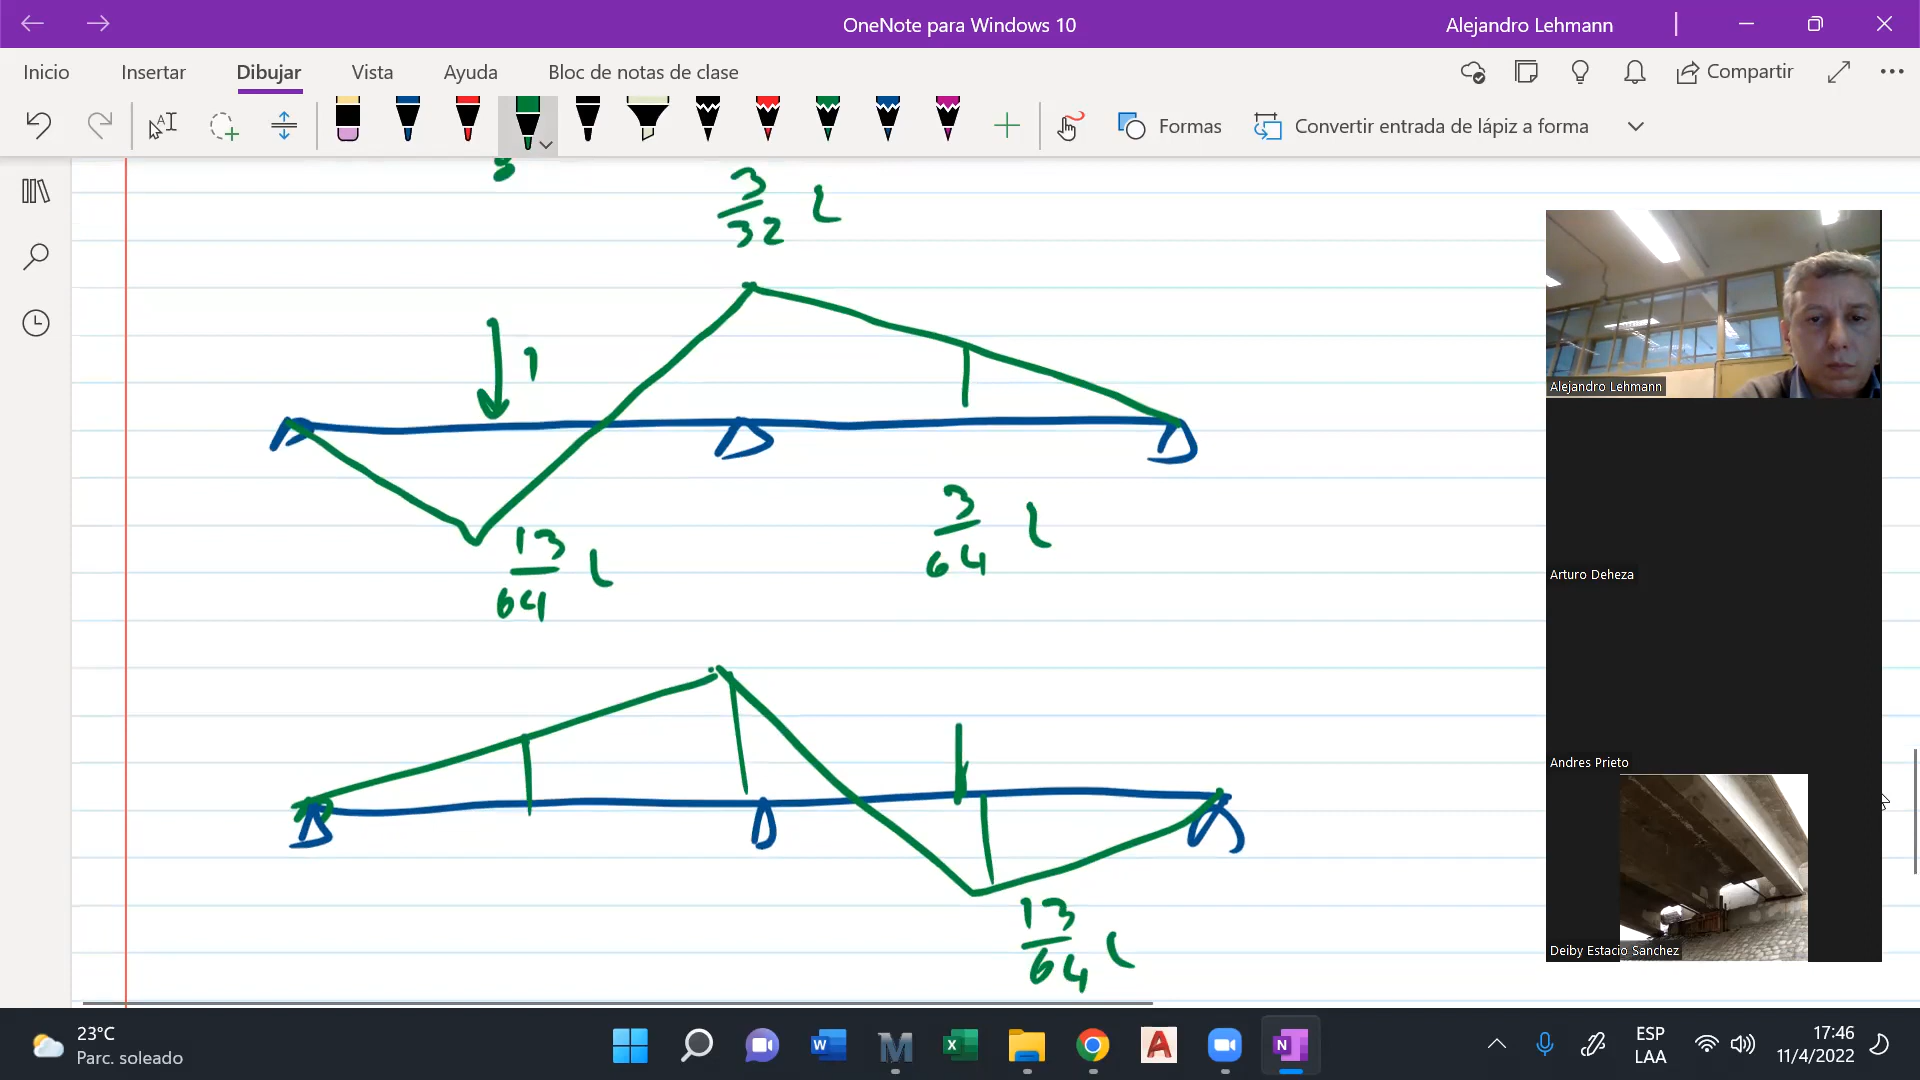 OneNote para Windows 10
Alejandro Lehmann
Inicio Insertar Dibujar Vista Ayuda Bloc de notas de clase
Compartir
Formas
Convertir entrada de lápiz a forma
3/32 L
1
13/64 L
3/64 L
13/64 L
Alejandro Lehmann
Arturo Deheza
Andres Prieto
Deiby Estacio Sanchez
23°C
Parc. soleado
ESP
LAA
17:46
11/4/2022